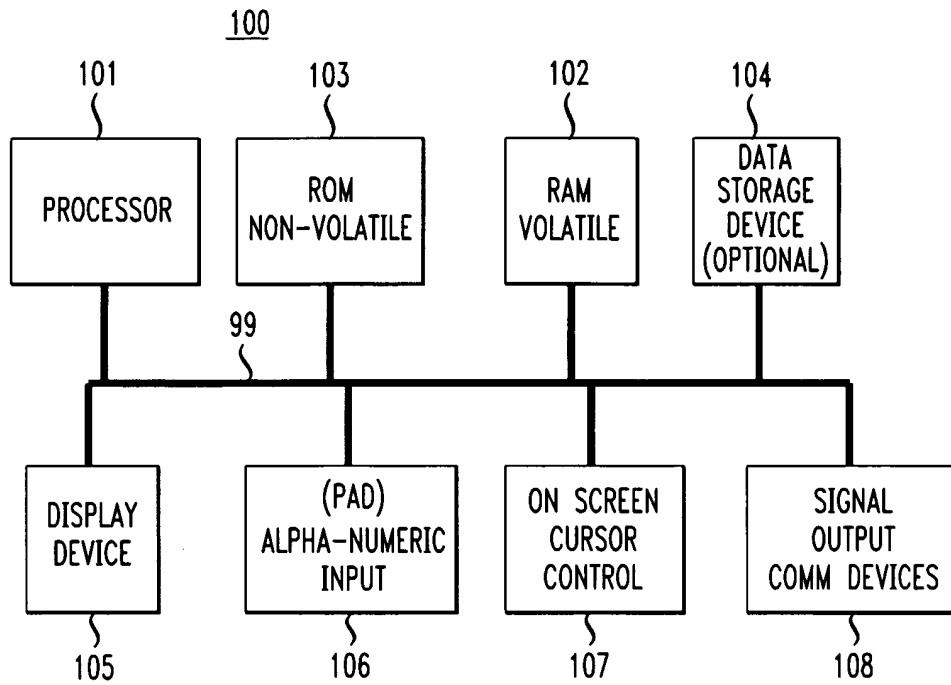 100
101
103
102
104
PROCESSOR
ROM
NON-VOLATILE
RAM
VOLATILE
DATA
STORAGE
DEVICE
(OPTIONAL)
99
DISPLAY
DEVICE
(PAD)
ALPHA-NUMERIC
INPUT
ON SCREEN
CURSOR
CONTROL
SIGNAL
OUTPUT
COMM DEVICES
105
106
107
108